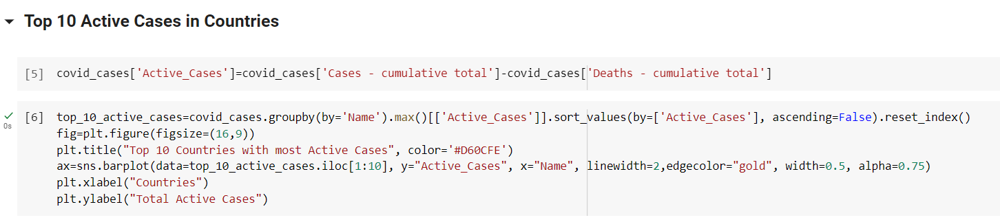 Top 10 Active Cases in Countries
[5] covid_cases['Active_Cases']=covid_cases['Cases - cumulative total']-covid_cases['Deaths - cumulative total']
[6] top_10_active_cases=covid_cases.groupby(by='Name').max()[['Active_Cases']].sort_values(by=['Active_Cases'], ascending=False).reset_index()
0s
fig=plt.figure(figsize=(16,9))
plt.title("Top 10 Countries with most Active Cases", color='#D60CFE')
ax=sns.barplot(data=top_10_active_cases.iloc[1:10], y="Active_Cases", x="Name", linewidth=2,edgecolor="gold", width=0.5, alpha=0.75)
plt.xlabel("Countries")
plt.ylabel("Total Active Cases")